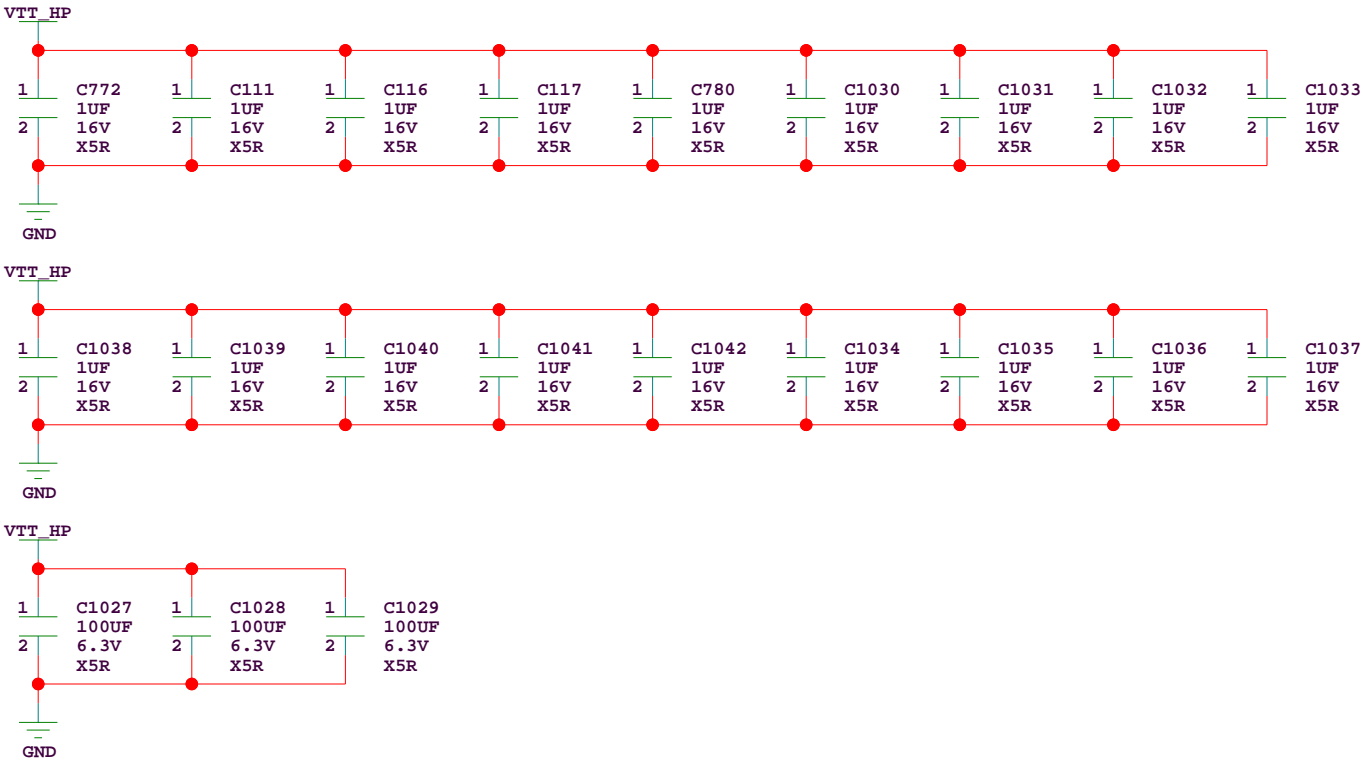 VTT_HP
1 C772 1 C111 1 C116 1 C117 1 C780 1 C1030 1 C1031 1 C1032 1 C1033
1UF 1UF 1UF 1UF 1UF 1UF 1UF 1UF 1UF
2 16V 2 16V 2 16V 2 16V 2 16V 2 16V 2 16V 2 16V 2 16V
X5R X5R X5R X5R X5R X5R X5R X5R X5R
GND
VTT_HP
1 C1038 1 C1039 1 C1040 1 C1041 1 C1042 1 C1034 1 C1035 1 C1036 1 C1037
1UF 1UF 1UF 1UF 1UF 1UF 1UF 1UF 1UF
2 16V 2 16V 2 16V 2 16V 2 16V 2 16V 2 16V 2 16V 2 16V
X5R X5R X5R X5R X5R X5R X5R X5R X5R
GND
VTT_HP
1 C1027 1 C1028 1 C1029
100UF 100UF 100UF
2 6.3V 2 6.3V 2 6.3V
X5R X5R X5R
GND